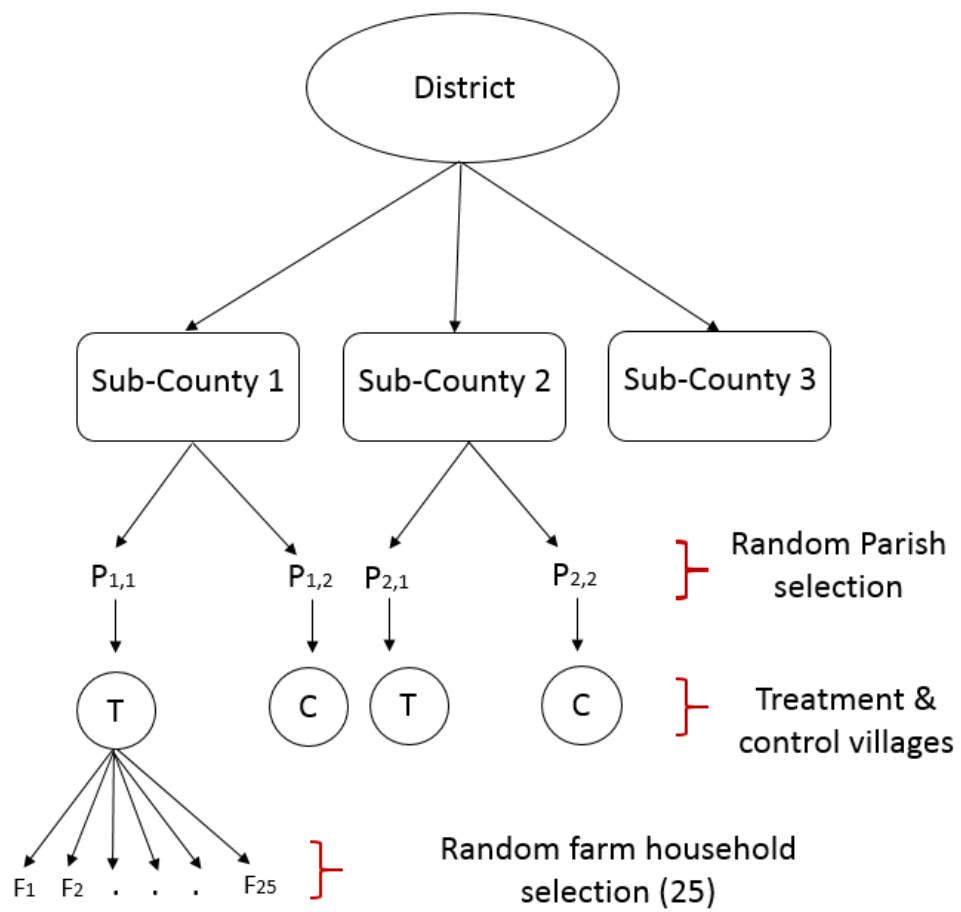 District
Sub-County 1
Sub-County 2
Sub-County 3
P1,1
P1,2
P2,1
P2,2
Random Parish
selection
T
C
T
C
Treatment &
control villages
F1
F2
. . .
F25
Random farm household
selection (25)